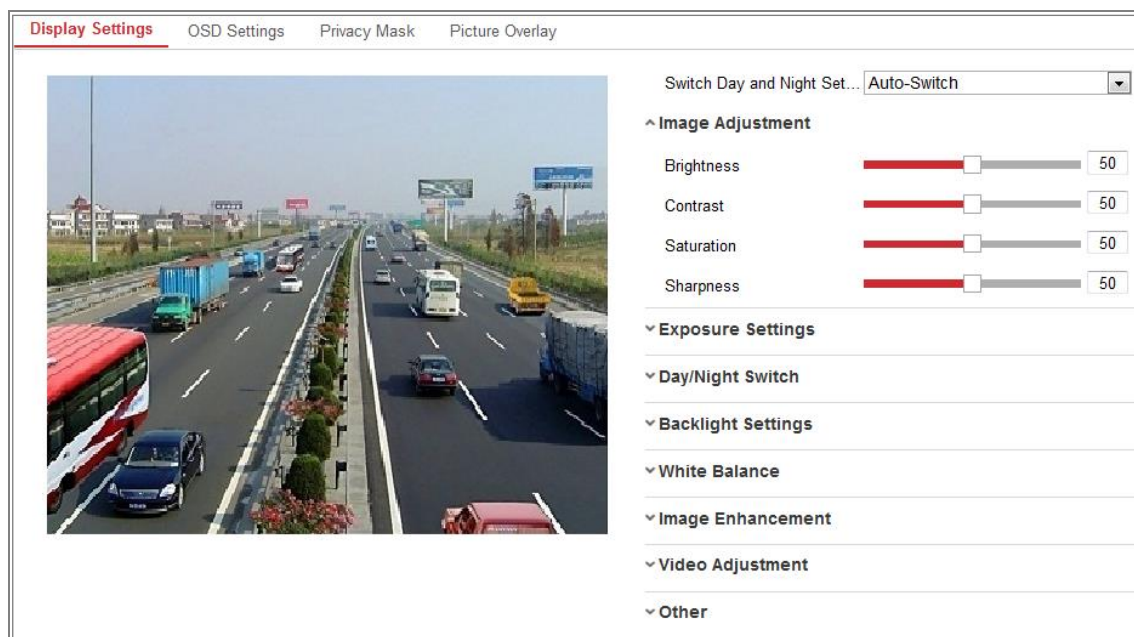 Display Settings OSD Settings Privacy Mask Picture Overlay
Switch Day and Night Set... Auto-Switch
Image Adjustment
Brightness 50
Contrast 50
Saturation 50
Sharpness 50
Exposure Settings
Day/Night Switch
Backlight Settings
White Balance
Image Enhancement
Video Adjustment
Other